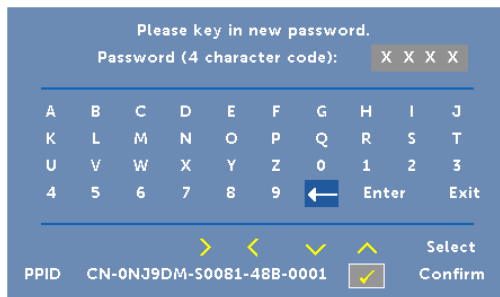 Please key in new password.
Password (4 character code): X X X X
A B C D E F G H I J
K L M N O P Q R S T
U V W X Y Z 0 1 2 3
4 5 6 7 8 9 ← Enter Exit
Select
PPID CN-0NJ9DM-S0081-48B-0001 ✓ Confirm